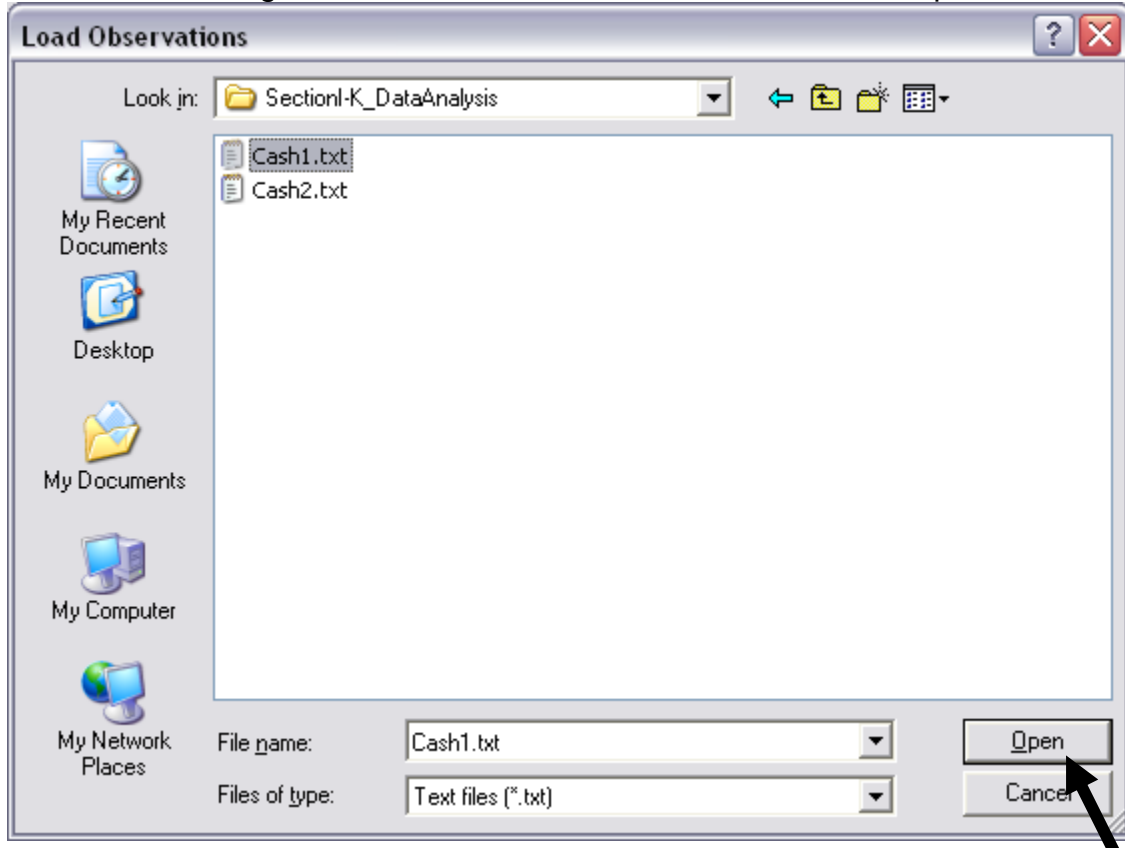 Load Observations
?
Look in:
SectionI-K_DataAnalysis
Cash1.txt
Cash2.txt
My Recent
Documents
Desktop
My Documents
My Computer
My Network
Places
File name:
Cash1.txt
Open
Files of type:
Text files (*.txt)
Cancel